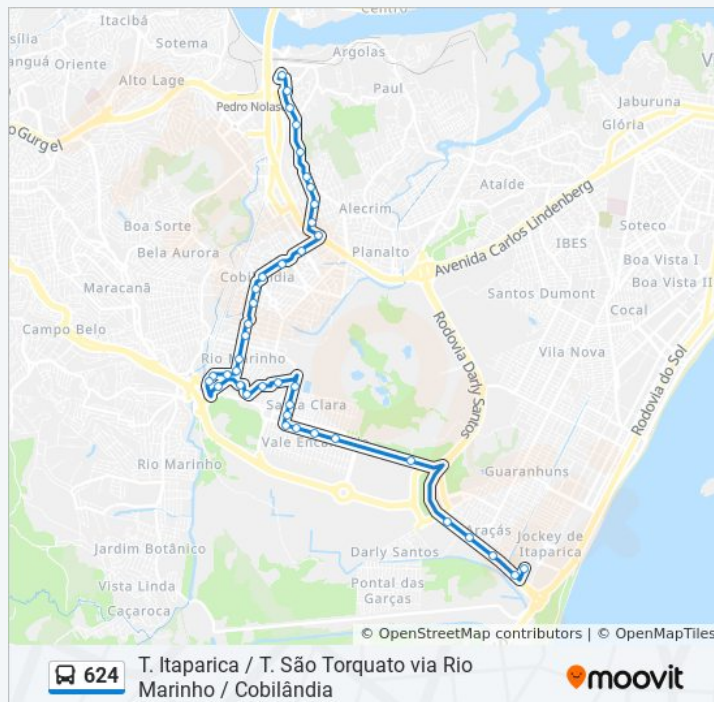 Centro
Itacibá
sília
Sotema
Argolas
anguá
Oriente
Alto Lage
Paul
Jaburuna
Pedro Nolas
Glória
o Gurgel
Ataíde
Alecrim
Avenida Carlos Lindenberg
Boa Sorte
Soteco
Planalto
IBES
Bela Aurora
Boa Vista I
Cobilândia
Boa Vista II
Maracanã
Santos Dumont
Cocal
Campo Belo
Rodovia Darly Santos
Rodovia do Sol
Rio Marinho
Vila Nova
Santa Clara
Vale Encantado
Rio Marinho
Guaranhuns
Araçás
Jockey de
Itaparica
Jardim Botânico
Darly Santos
Vista Linda
Pontal das
Garças
Caçaroca
© OpenStreetMap contributors | © OpenMapTiles
624
T. Itaparica / T. São Torquato via Rio
Marinho / Cobilândia
moovit